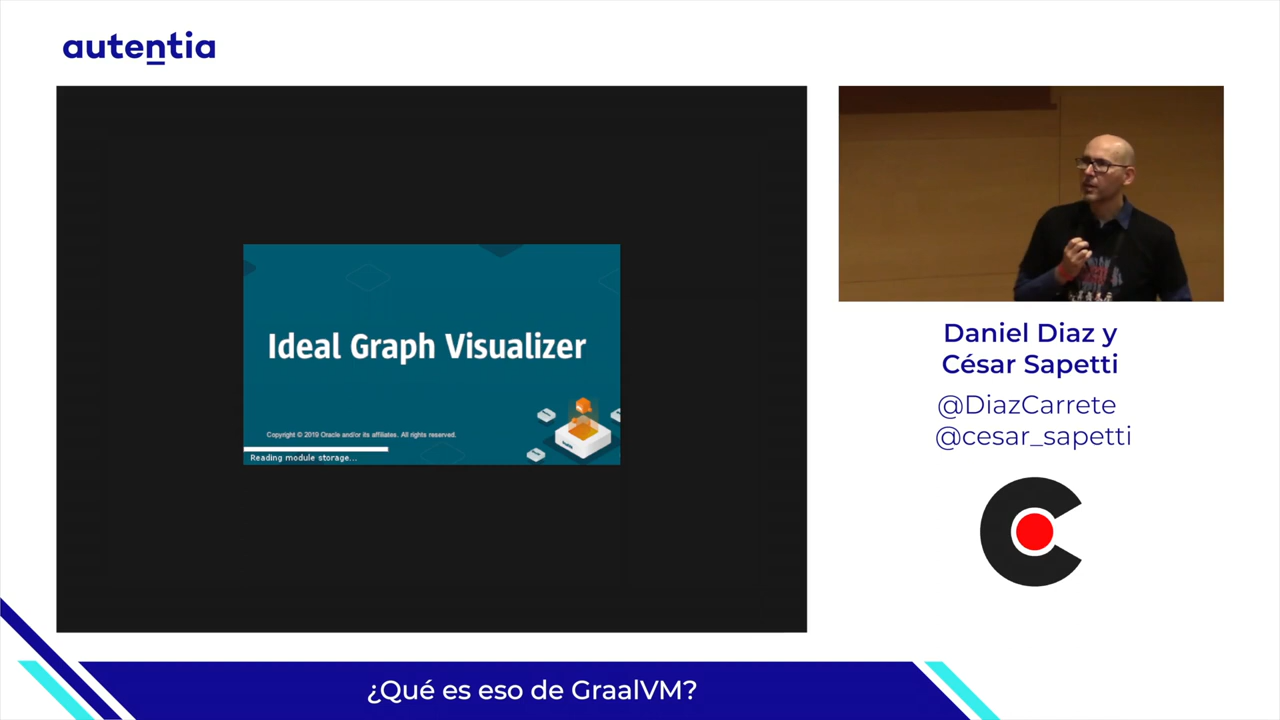 autentia
Ideal Graph Visualizer
Copyright © 2019 Oracle and/or its affiliates. All rights reserved.
Reading module storage...
Daniel Diaz y
César Sapetti
@DiazCarrete
@cesar_sapetti
¿Qué es eso de GraalVM?